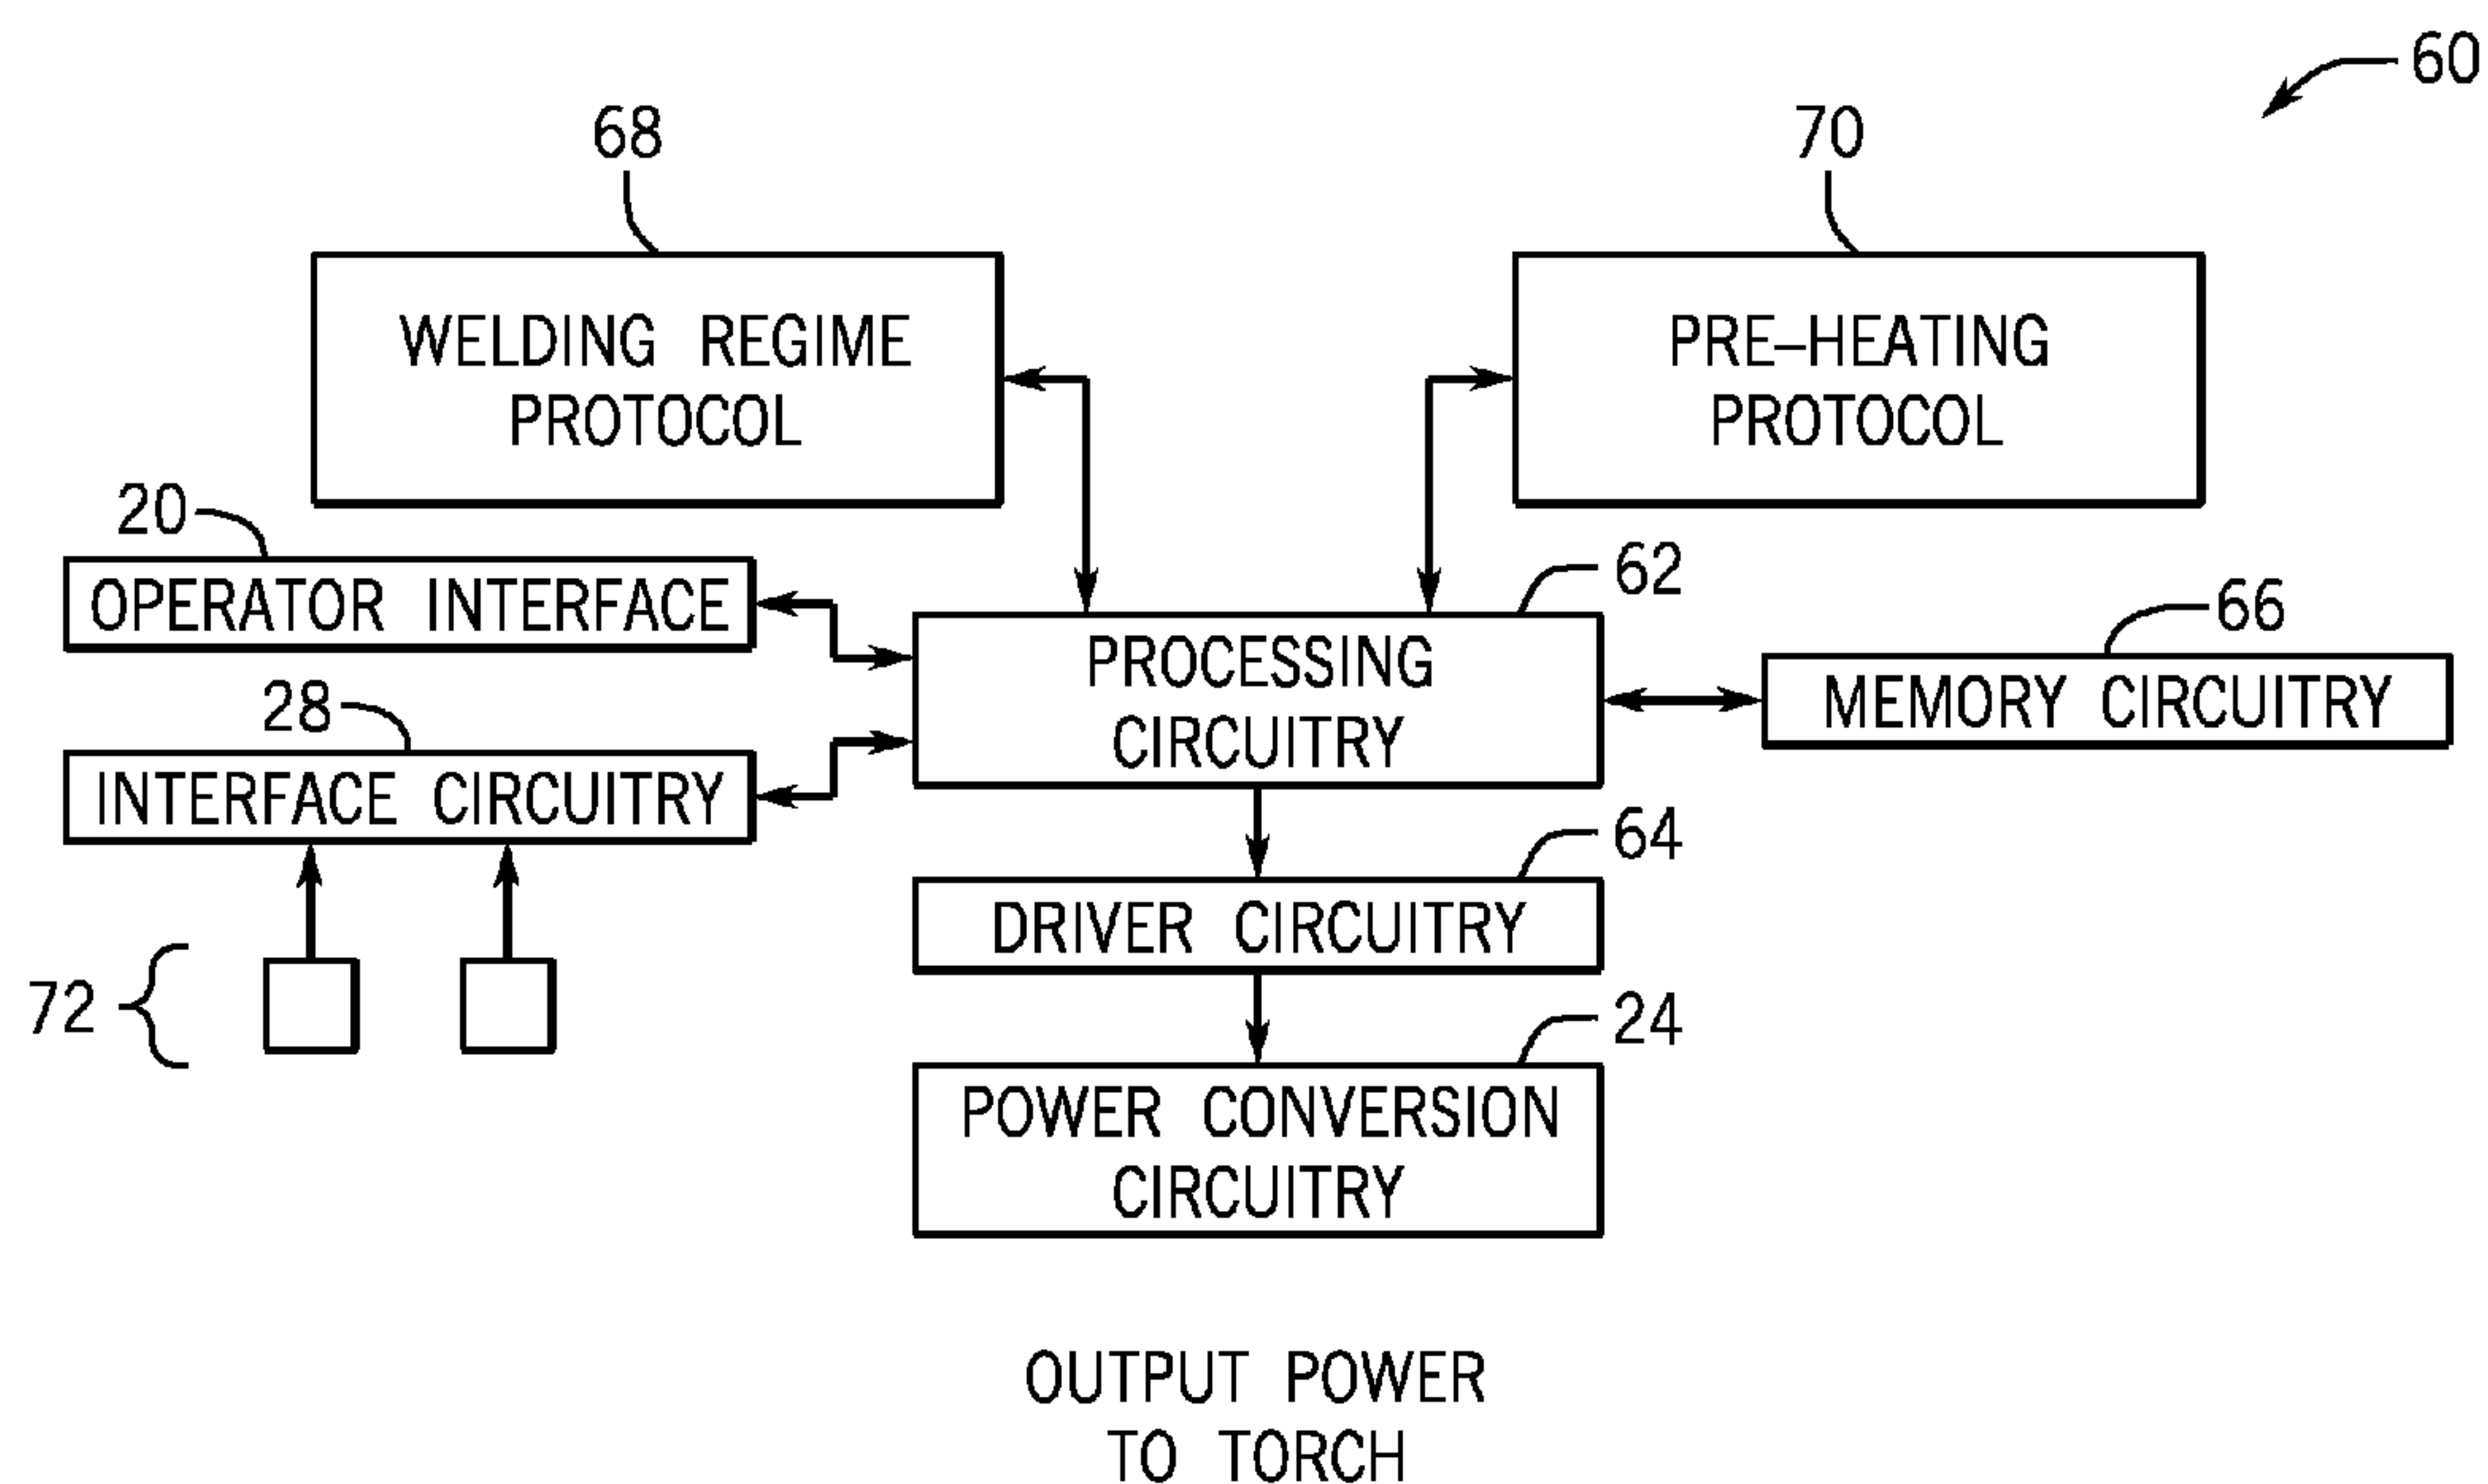 60
68
70
WELDING REGIME
PROTOCOL
PRE–HEATING
PROTOCOL
20
OPERATOR INTERFACE
62
PROCESSING
CIRCUITRY
66
MEMORY CIRCUITRY
28
INTERFACE CIRCUITRY
64
DRIVER CIRCUITRY
72
24
POWER CONVERSION
CIRCUITRY
OUTPUT POWER
TO TORCH